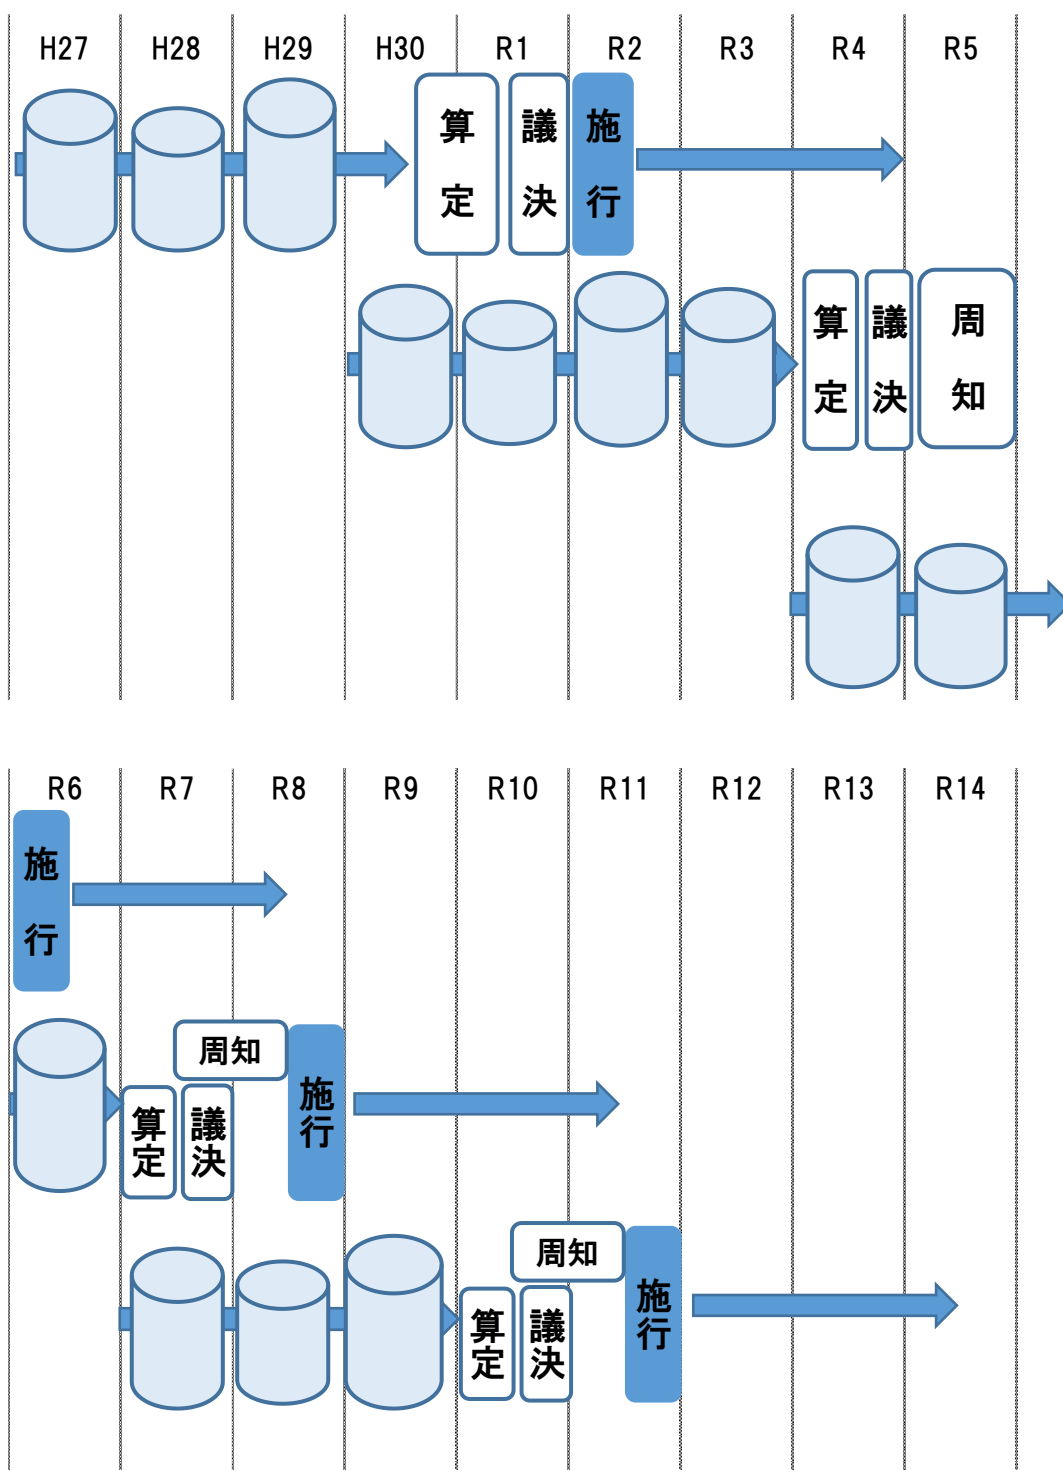 H27 H28 H29 H30 R1 R2 R3 R4 R5
算定 議決 施行
算定 議決 周知
R6 R7 R8 R9 R10 R11 R12 R13 R14
施行
周知
算定 議決 施行
周知
算定 議決 施行